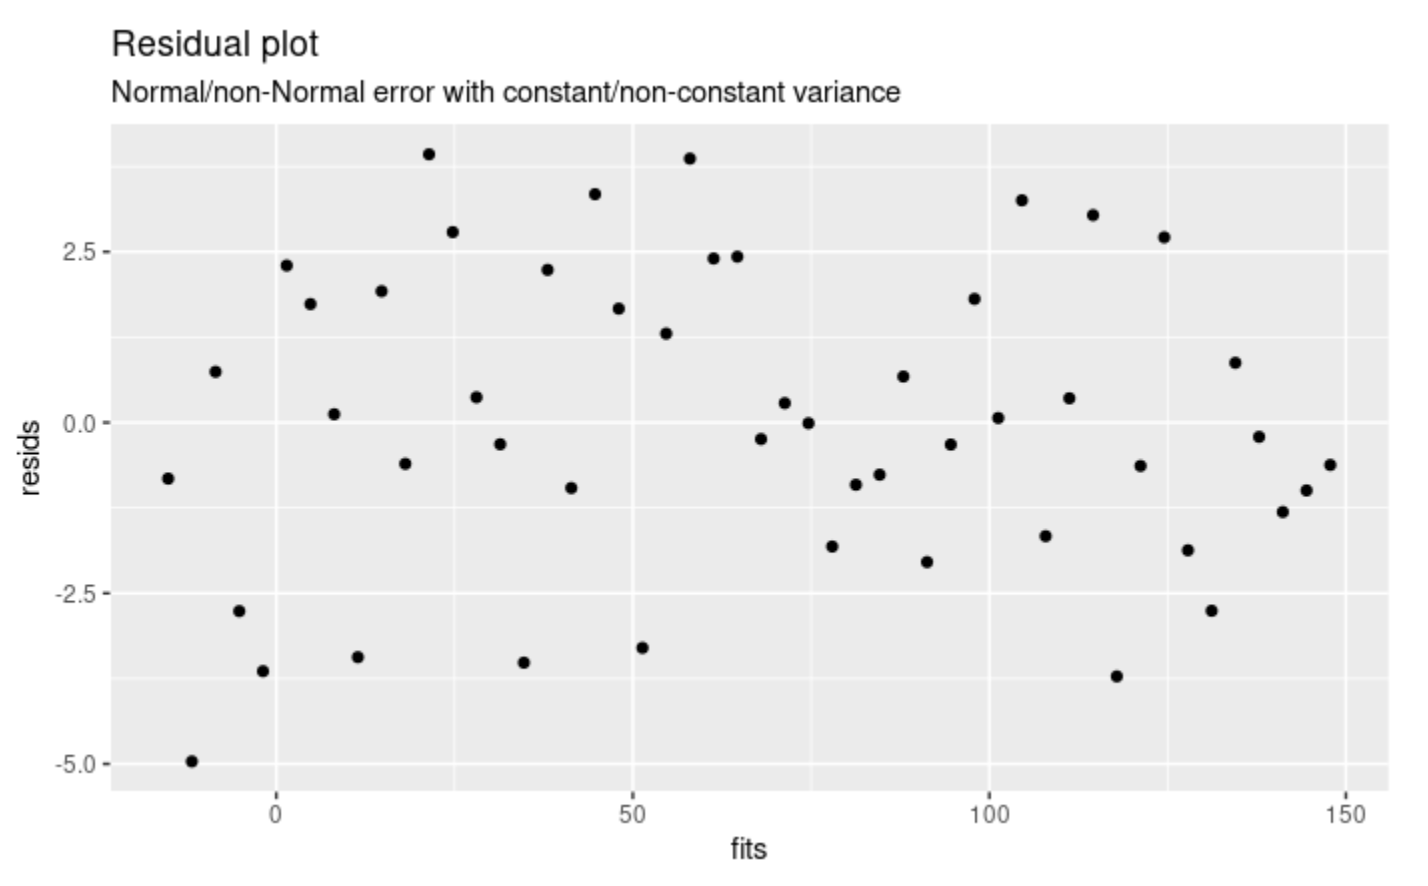 Residual plot
Normal/non-Normal error with constant/non-constant variance
2.5
0.0
-2.5
-5.0
resids
0 50 100 150
fits